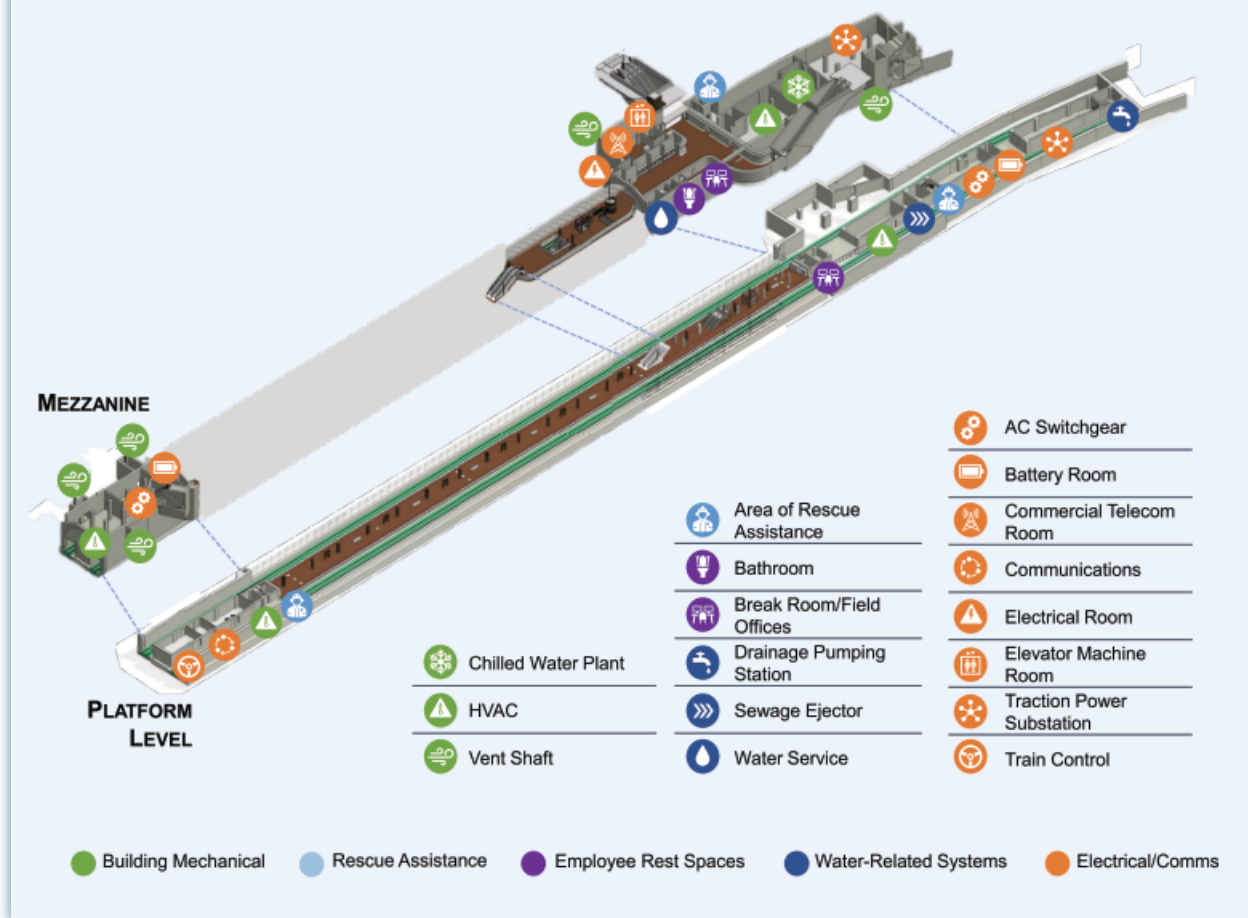 MEZZANINE
PLATFORM
LEVEL
Chilled Water Plant
HVAC
Vent Shaft
Area of Rescue
Assistance
Bathroom
Break Room/Field
Offices
Drainage Pumping
Station
Sewage Ejector
Water Service
AC Switchgear
Battery Room
Commercial Telecom
Room
Communications
Electrical Room
Elevator Machine
Room
Traction Power
Substation
Train Control
Building Mechanical
Rescue Assistance
Employee Rest Spaces
Water-Related Systems
Electrical/Comms